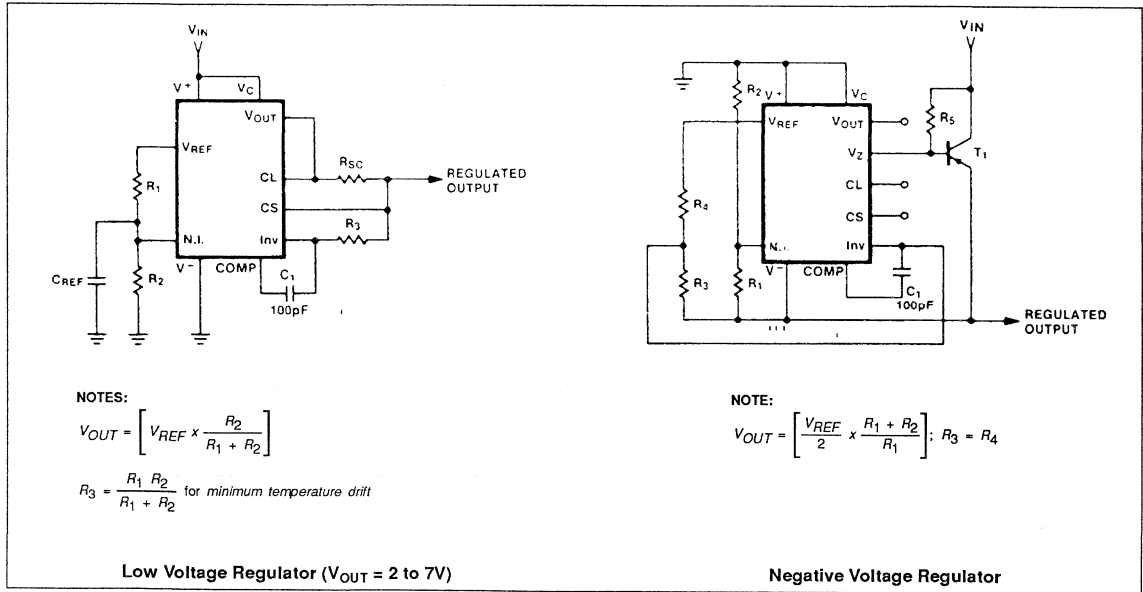 VIN
V+ VC
VOUT
VREF
RSC
CL
REGULATED
OUTPUT
CS
R1
R3
N.I.
Inv
V− COMP
CREF
R2
C1
100pF
NOTES:
VOUT = [ VREF x R2 / R1 + R2 ]
R3 = R1 R2 / R1 + R2 for minimum temperature drift
Low Voltage Regulator (VOUT = 2 to 7V)
VIN
R2
V+ VC
VREF
VOUT
R5
VZ
T1
CL
R4
CS
N.I.
Inv
V− COMP
R3
R1
C1
100pF
REGULATED
OUTPUT
NOTE:
VOUT = [ VREF / 2 x R1 + R2 / R1 ]; R3 = R4
Negative Voltage Regulator